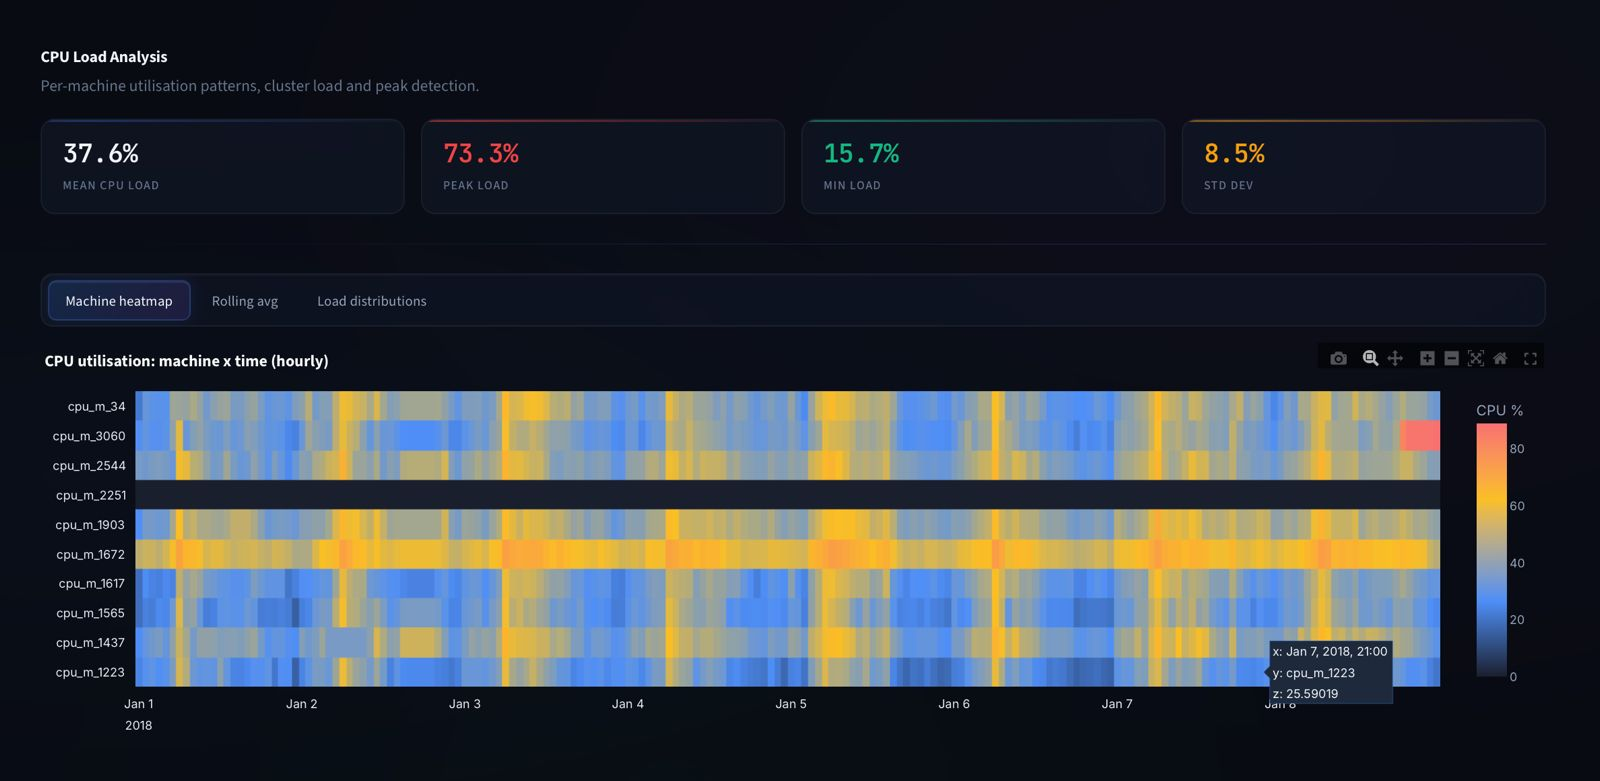 CPU Load Analysis
Per-machine utilisation patterns, cluster load and peak detection.
37.6%
MEAN CPU LOAD
73.3%
PEAK LOAD
15.7%
MIN LOAD
8.5%
STD DEV
Machine heatmap
Rolling avg
Load distributions
CPU utilisation: machine x time (hourly)
cpu_m_34
cpu_m_3060
cpu_m_2544
cpu_m_2251
cpu_m_1903
cpu_m_1672
cpu_m_1617
cpu_m_1565
cpu_m_1437
cpu_m_1223
CPU %
80
60
40
20
0
x: Jan 7, 2018, 21:00
y: cpu_m_1223
z: 25.59019
Jan 1
2018
Jan 2
Jan 3
Jan 4
Jan 5
Jan 6
Jan 7
Jan 8